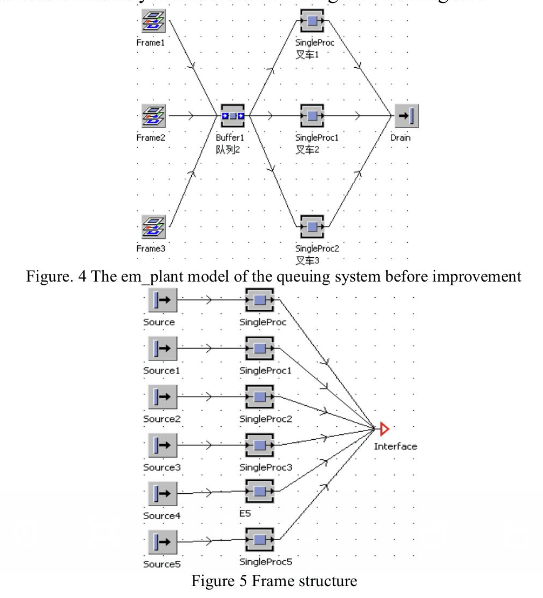 Frame1
SingleProc
叉车1
Frame2
Buffer1
队列2
SingleProc1
叉车2
Drain
Frame3
SingleProc2
叉车3
Figure. 4 The em_plant model of the queuing system before improvement
Source
SingleProc
Source1
SingleProc1
Source2
SingleProc2
Interface
Source3
SingleProc3
Source4
E5
Source5
SingleProc5
Figure 5 Frame structure